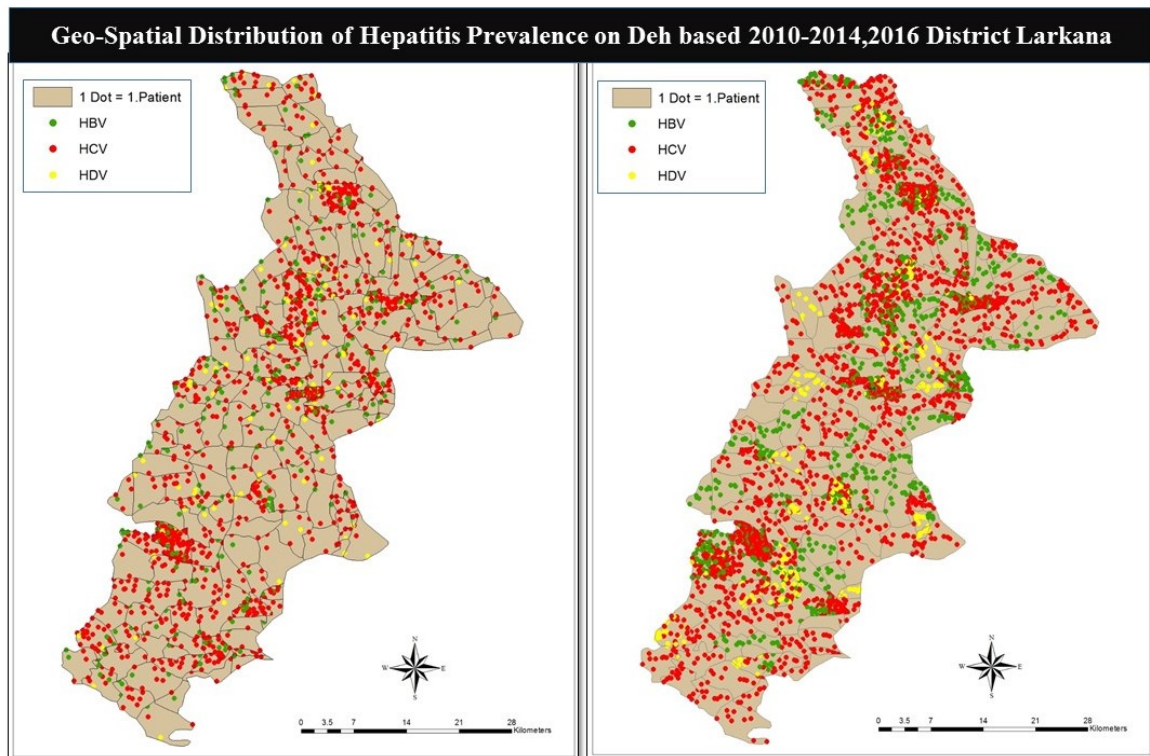 Geo-Spatial Distribution of Hepatitis Prevalence on Deh based 2010-2014,2016 District Larkana
1 Dot = 1.Patient
HBV
HCV
HDV
N
W E
S
0 3.5 7 14 21 28
Kilometers
1 Dot = 1.Patient
HBV
HCV
HDV
N
W E
S
0 3.5 7 14 21 28
Kilometers